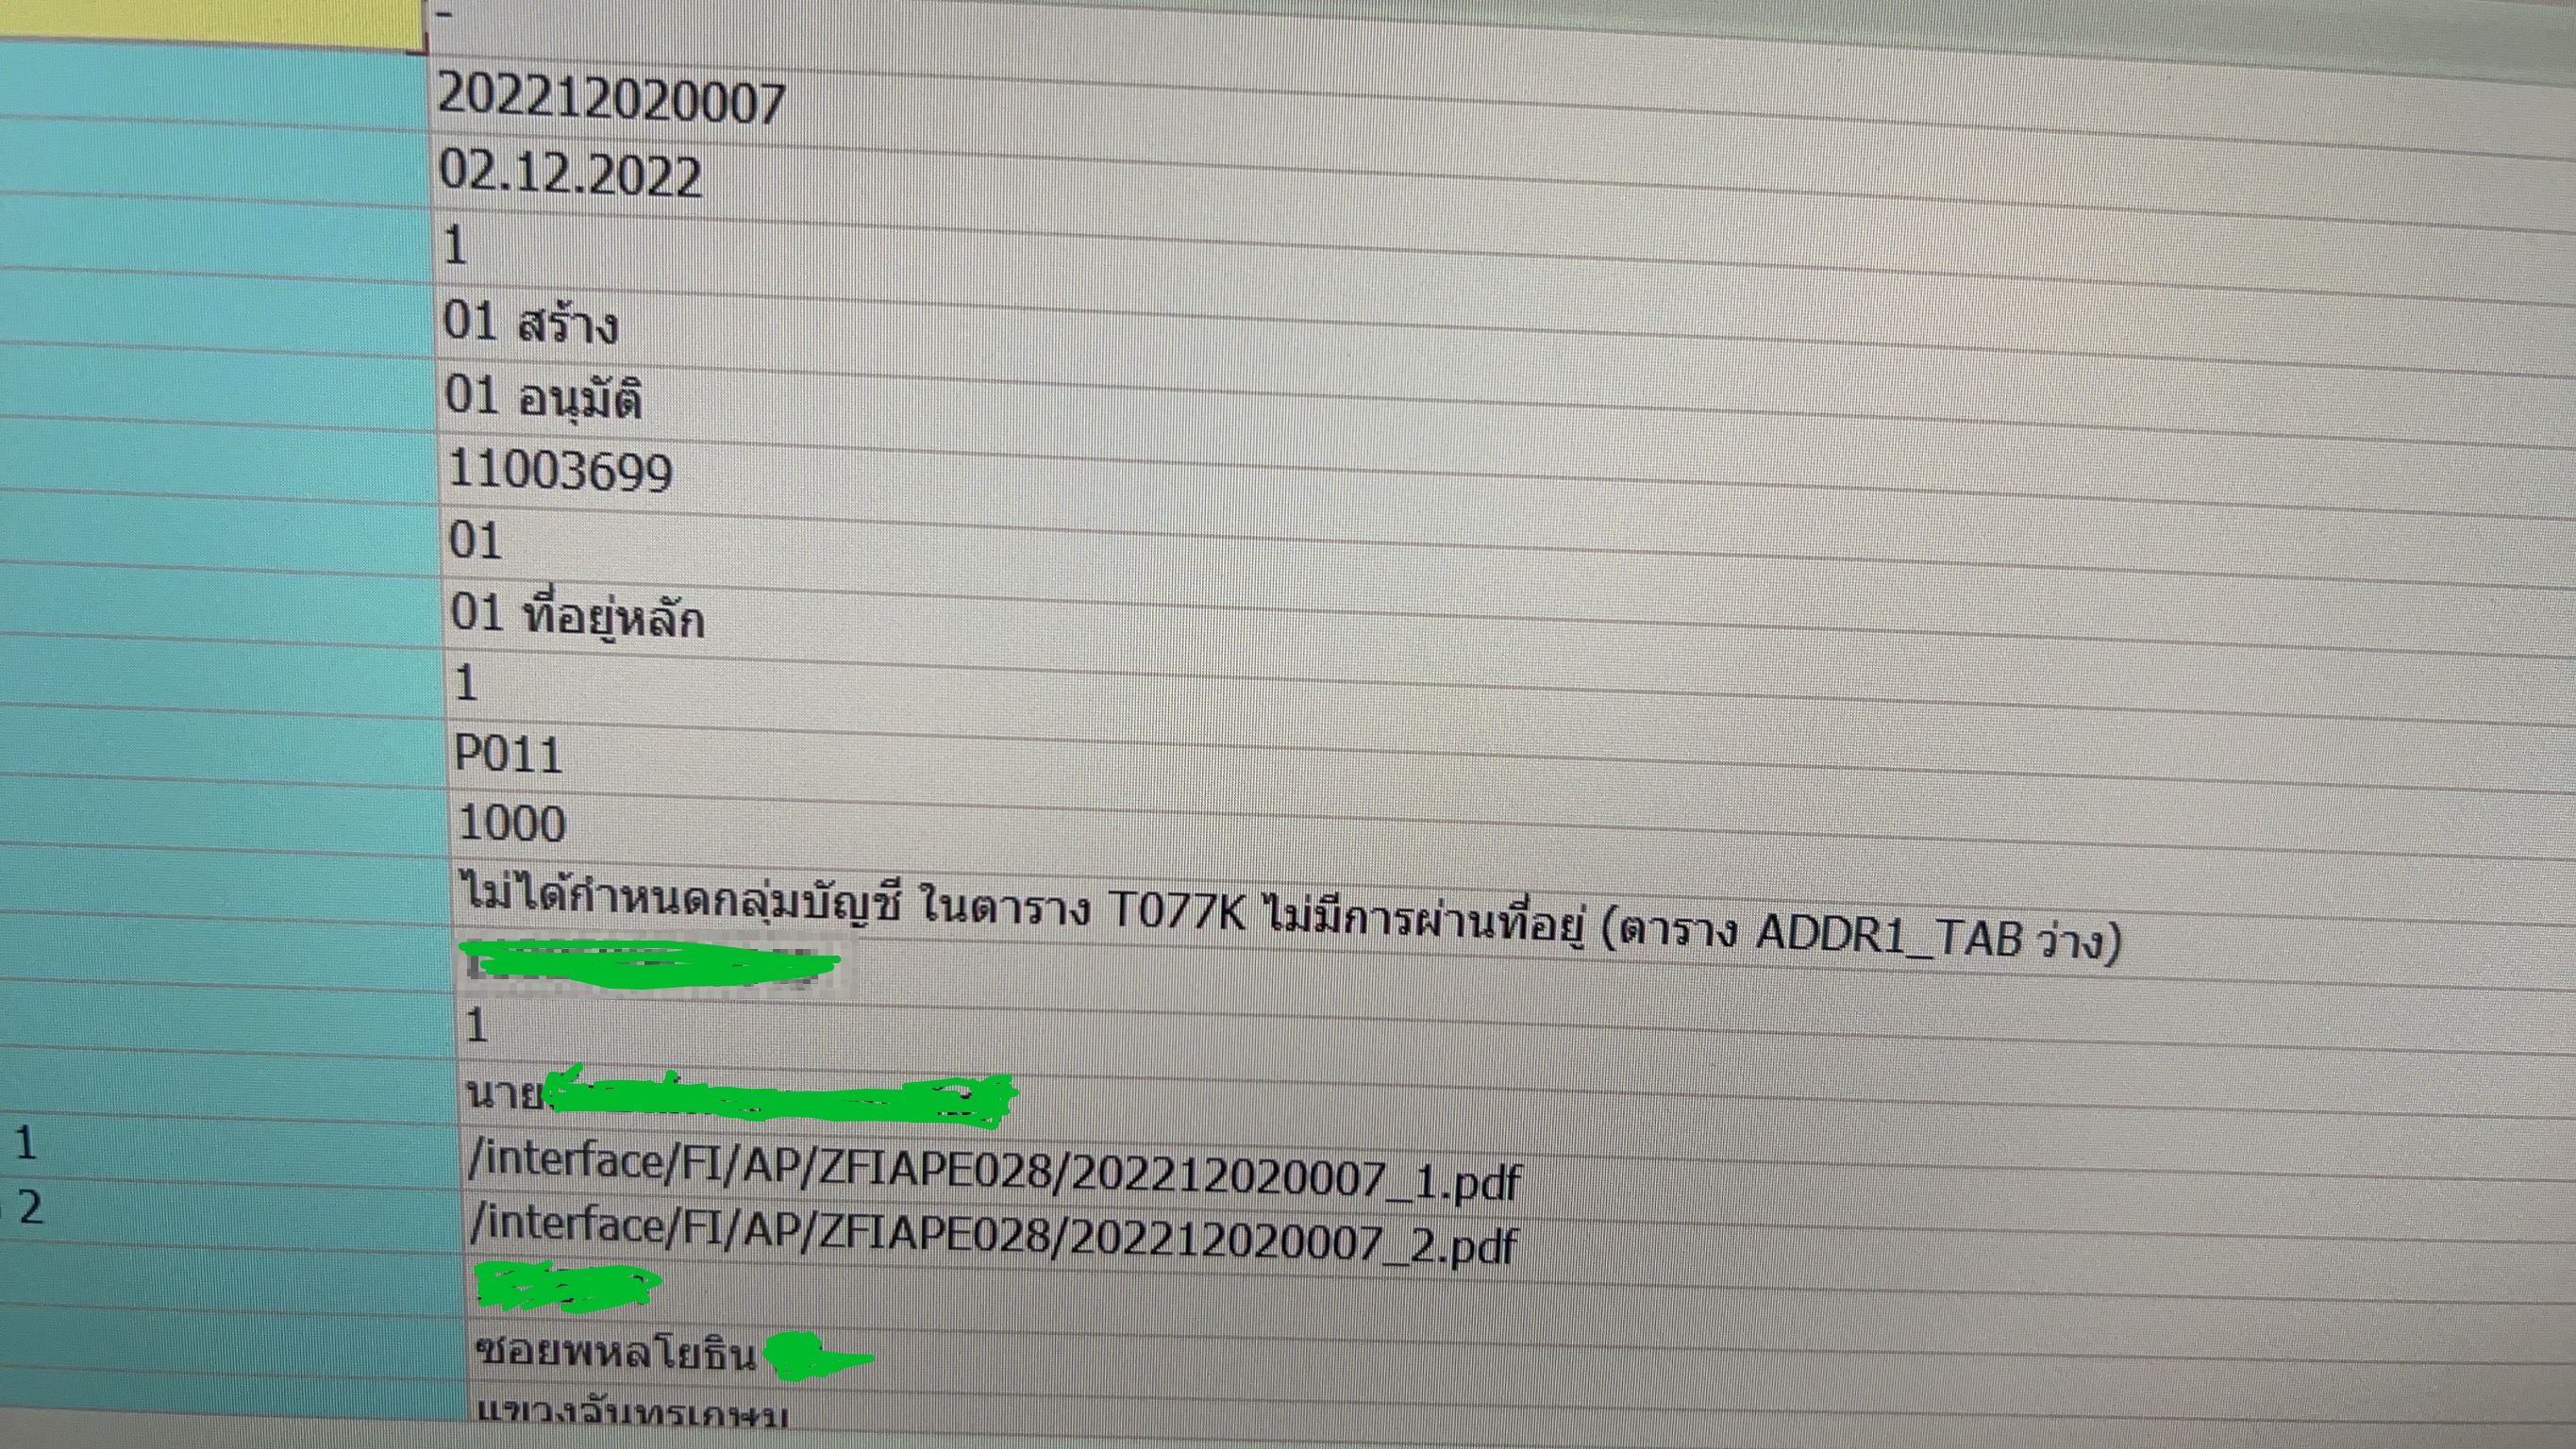 -
202212020007
02.12.2022
1
01 สร้าง
01 อนุมัติ
11003699
01
01 ที่อยู่หลัก
1
P011
1000
ไม่ได้กำหนดกลุ่มบัญชี ในตาราง T077K ไม่มีการผ่านที่อยู่ (ตาราง ADDR1_TAB ว่าง)
1
นาย
1 /interface/FI/AP/ZFIAPE028/202212020007_1.pdf
2 /interface/FI/AP/ZFIAPE028/202212020007_2.pdf
ซอยพหลโยธิน
แขวงจันทรเกษม